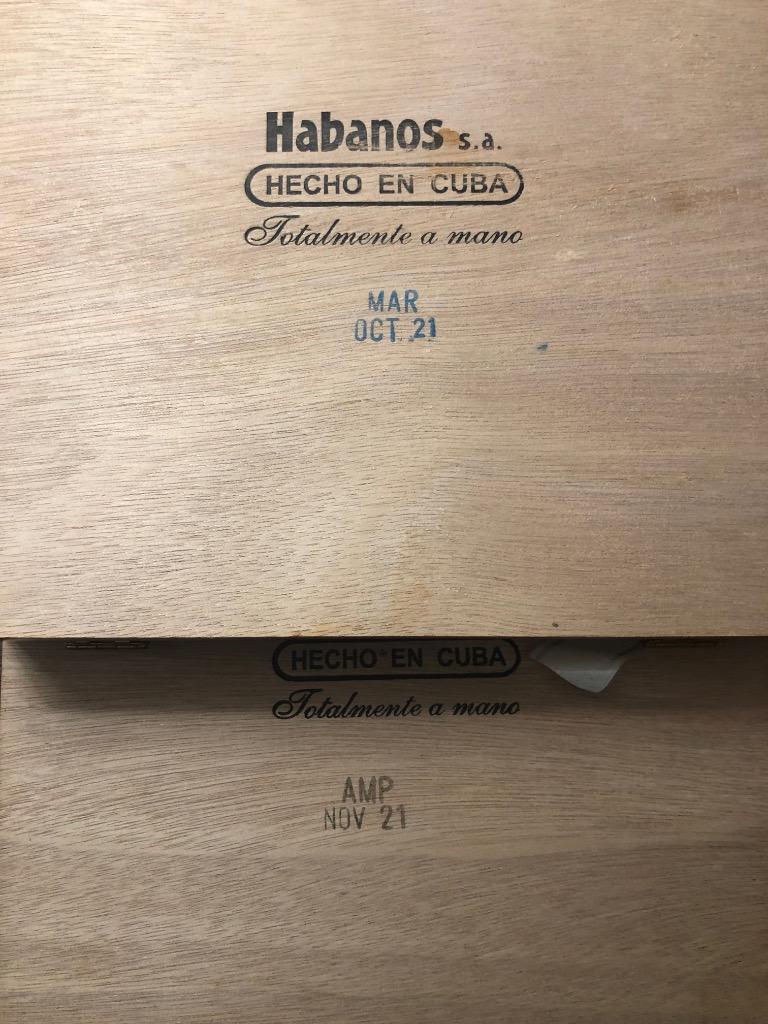 Habanos s.a.
HECHO EN CUBA
Totalmente a mano
MAR
OCT 21
HECHO EN CUBA
Totalmente a mano
AMP
NOV 21